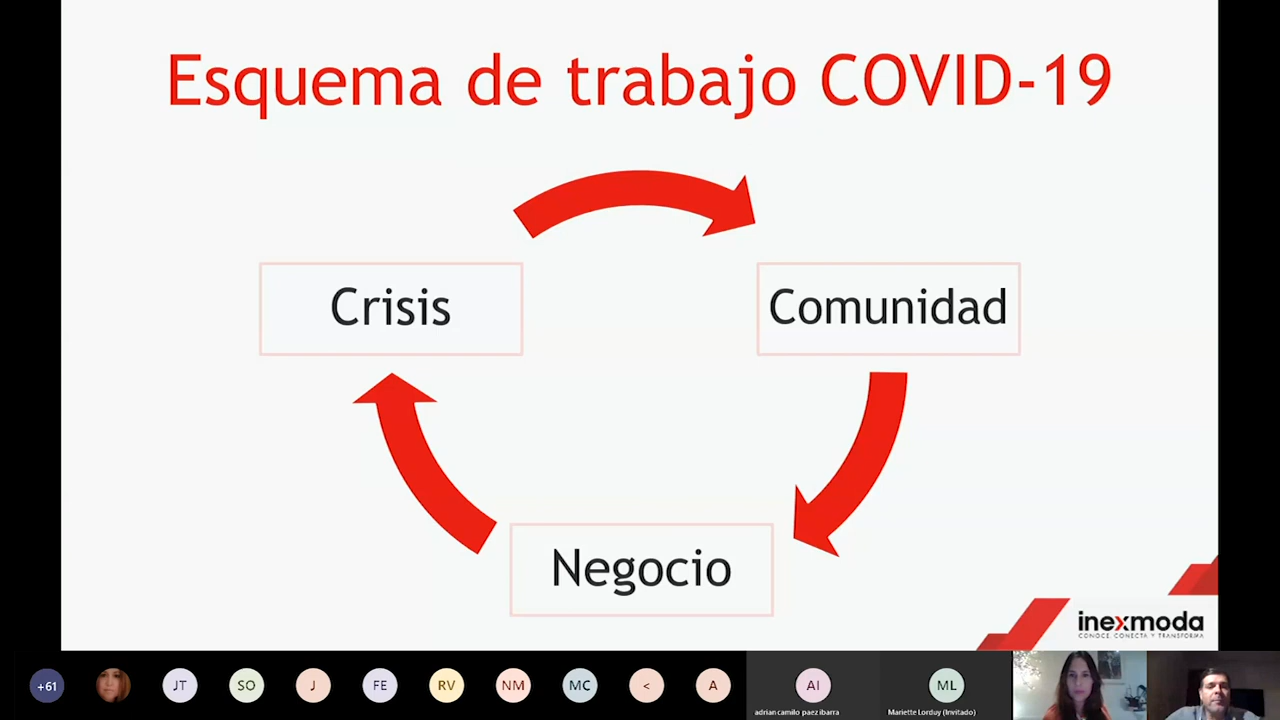 Esquema de trabajo COVID-19
Crisis
Comunidad
Negocio
inexmoda
CONOCE, CONECTA Y TRANSFORMA
+61
JT
SO
J
FE
RV
NM
MC
<
A
AI
adrian camilo paez ibarra
ML
Mariette Lorduy (Invitado)